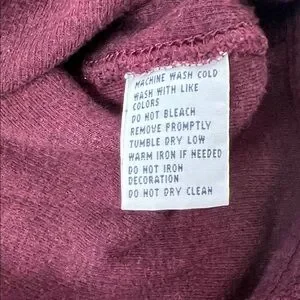 MACHINE WASH COLD
WASH WITH LIKE
COLORS
DO NOT BLEACH
REMOVE PROMPTLY
TUMBLE DRY LOW
WARM IRON IF NEEDED
DO NOT IRON
DECORATION
DO NOT DRY CLEAN